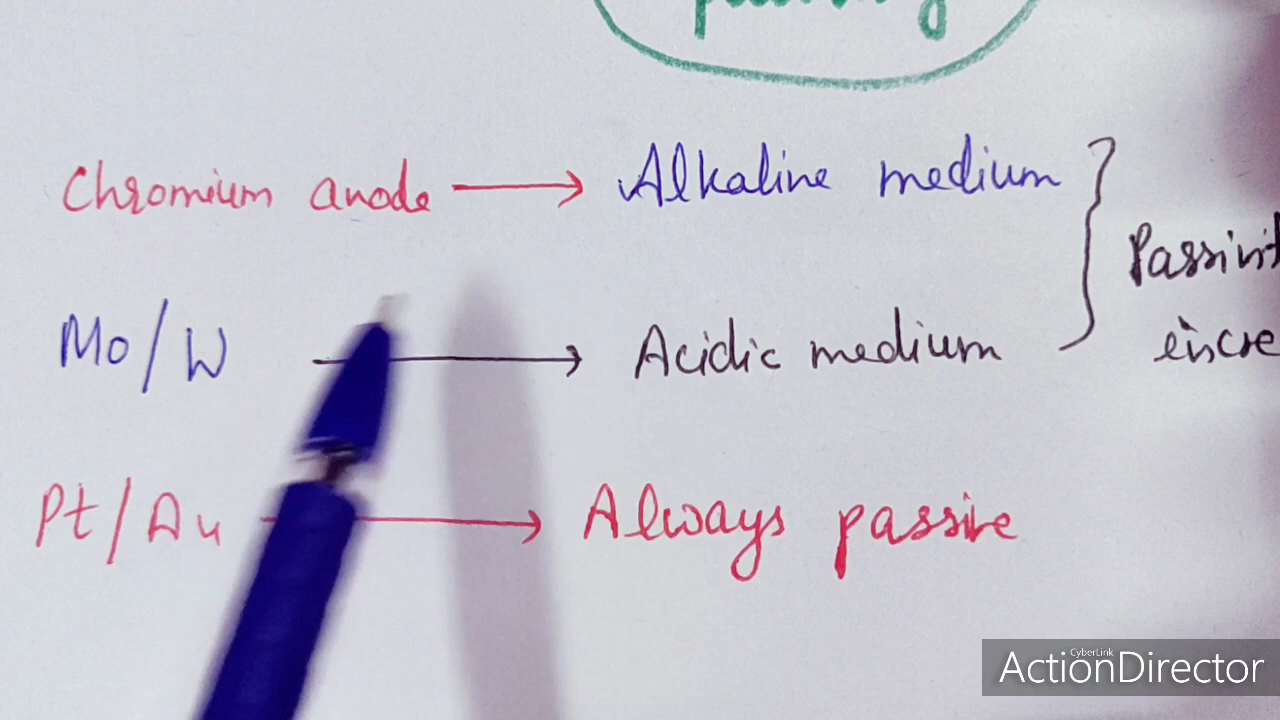 Chromium anode → Alkaline medium
Mo/W → Acidic medium
Pt/Au → Always passive
CyberLink
ActionDirector